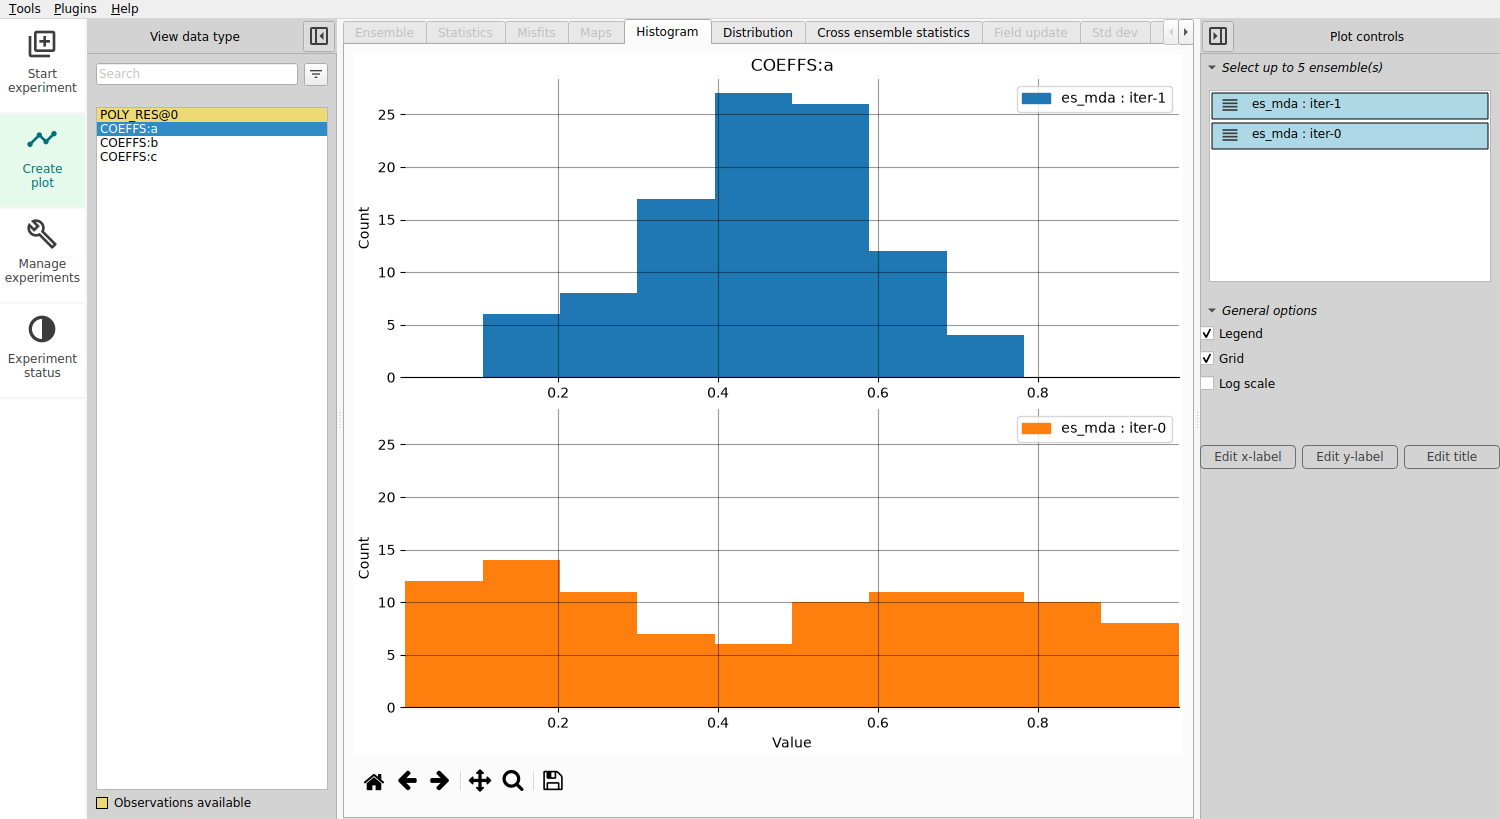 Tools Plugins Help
Start
experiment
Create
plot
Manage
experiments
Experiment
status
View data type
Search
POLY_RES@0
COEFFS:a
COEFFS:b
COEFFS:c
Observations available
Ensemble Statistics Misfits Maps Histogram Distribution Cross ensemble statistics Field update Std dev
COEFFS:a
es_mda : iter-1
Count
25
20
15
10
5
0
0.2 0.4 0.6 0.8
es_mda : iter-0
Count
25
20
15
10
5
0
0.2 0.4 0.6 0.8
Value
Plot controls
Select up to 5 ensemble(s)
es_mda : iter-1
es_mda : iter-0
General options
Legend
Grid
Log scale
Edit x-label Edit y-label Edit title